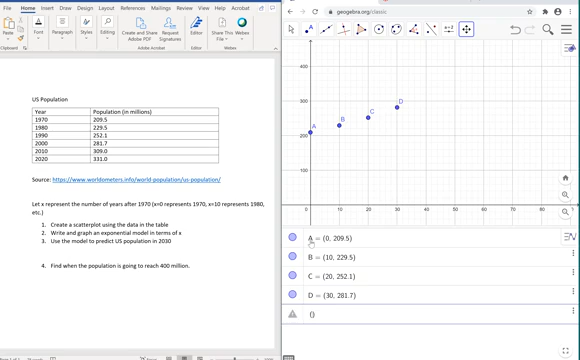 File
Home
Insert
Draw
Design
Layout
References
Mailings
Review
View
Help
Acrobat
Paste
Font
Paragraph
Styles
Editing
Create and Share
Adobe PDF
Request
Signatures
Editor
Share
Webex
Clipboard
Adobe Acrobat
Editor
Webex
US Population
Year Population (in millions)
1970 209.5
1980 229.5
1990 252.1
2000 281.7
2010 309.0
2020 331.0
Source: https://www.worldometers.info/world-population/us-population/
Let x represent the number of years after 1970 (x=0 represents 1970, x=10 represents 1980,
etc.)
1. Create a scatterplot using the data in the table
2. Write and graph an exponential model in terms of x
3. Use the model to predict US population in 2030
4. Find when the population is going to reach 400 million.
geogebra.org/classic
400
300
200
100
0 10 20 30 40 50 60 70 80
A
B
C
D
A = (0, 209.5)
B = (10, 229.5)
C = (20, 252.1)
D = (30, 281.7)
()